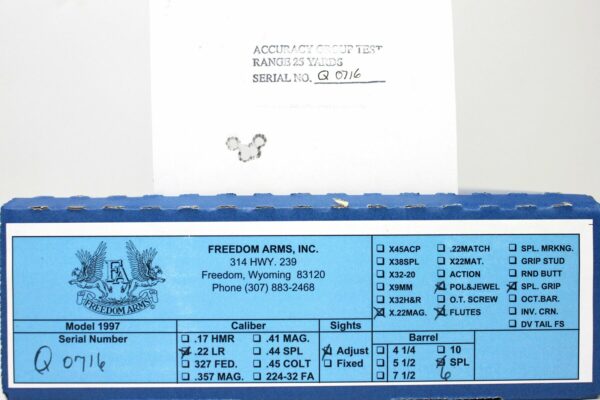 ACCURACY GROUP TEST
RANGE 25 YARDS
SERIAL NO. Q 0716
FREEDOM ARMS, INC.
314 HWY. 239
Freedom, Wyoming 83120
Phone (307) 883-2468
FA
FREEDOM ARMS
X45ACP .22MATCH SPL. MRKNG.
X38SPL X22MAT. GRIP STUD
X32-20 ACTION RND BUTT
X9MM POL&JEWEL SPL. GRIP
X32H&R O.T. SCREW OCT.BAR.
X.22MAG. FLUTES INV. CRN.
DV TAIL FS
Model 1997 Caliber Sights Barrel
Serial Number
Q 0716
.17 HMR .41 MAG.
.22 LR .44 SPL
327 FED. .45 COLT
.357 MAG. 224-32 FA
Adjust
Fixed
4 1/4 10
5 1/2 SPL
7 1/2 6